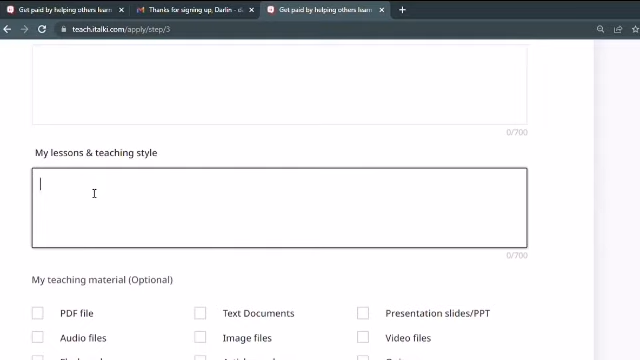 Get paid by helping others learn
Thanks for signing up, Darlin - d
Get paid by helping others learn
teach.italki.com/apply/step/3
0/700
My lessons & teaching style
0/700
My teaching material (Optional)
PDF file
Text Documents
Presentation slides/PPT
Audio files
Image files
Video files